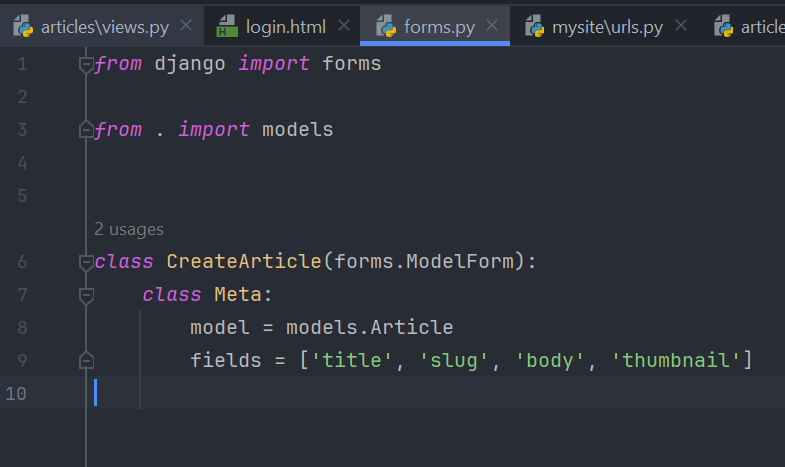 articles\views.py login.html forms.py mysite\urls.py article
1 from django import forms
2
3 from . import models
4
5
2 usages
6 class CreateArticle(forms.ModelForm):
7     class Meta:
8         model = models.Article
9         fields = ['title', 'slug', 'body', 'thumbnail']
10